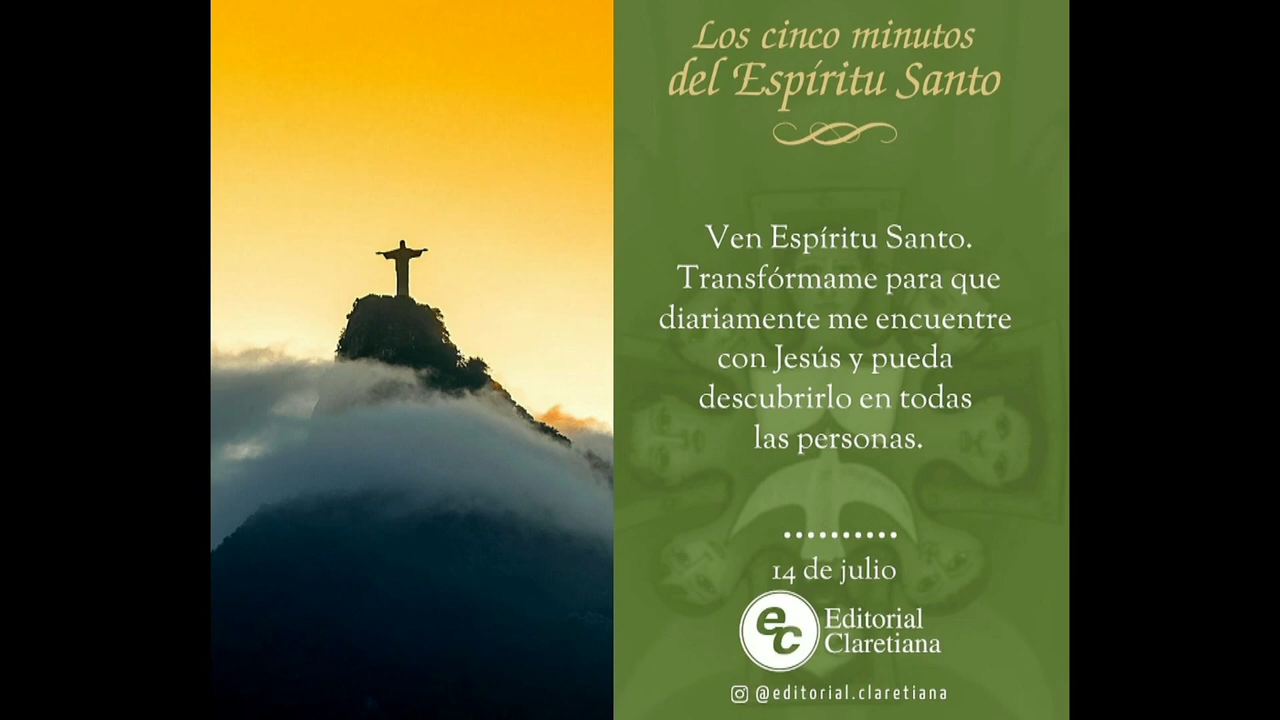 Los cinco minutos
del Espíritu Santo
Ven Espíritu Santo.
Transfórmame para que
diariamente me encuentre
con Jesús y pueda
descubrirlo en todas
las personas.
14 de julio
ec
Editorial
Claretiana
@editorial.claretiana